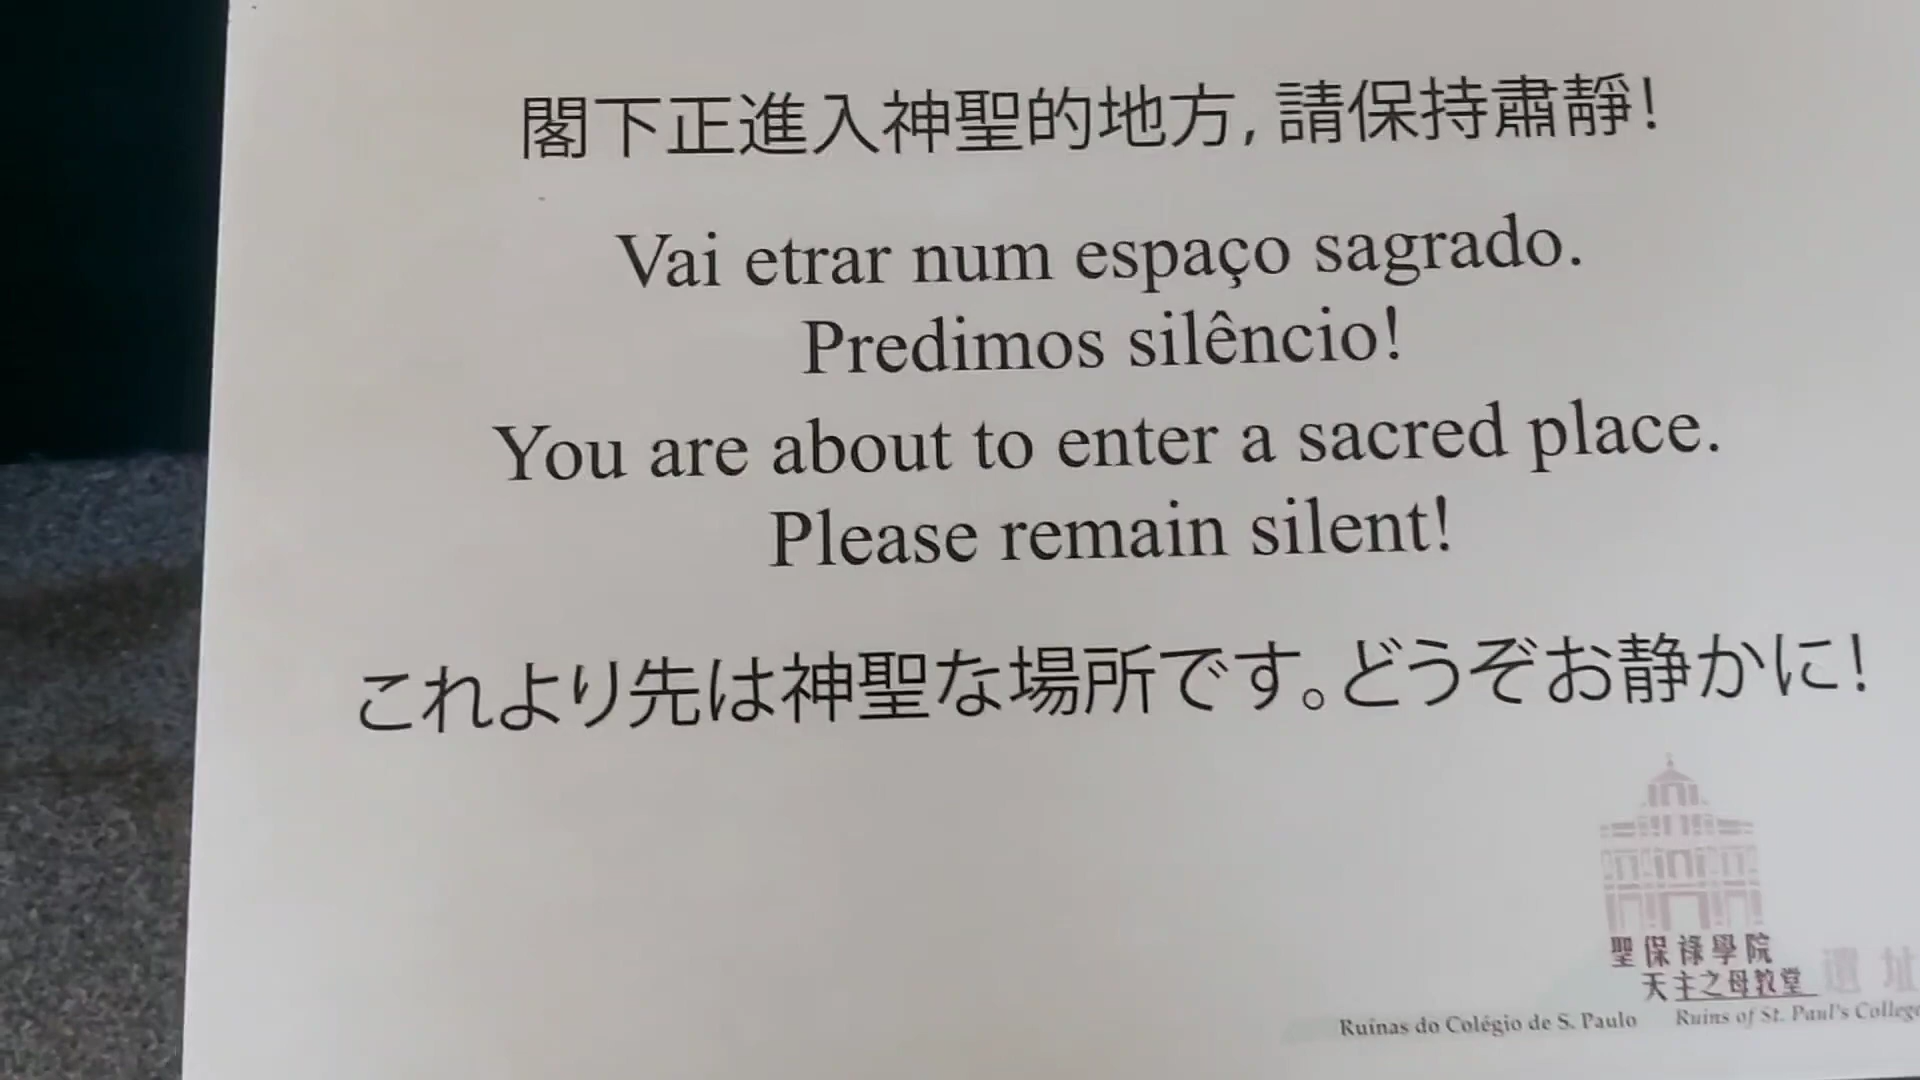 閣下正進入神聖的地方，請保持肅靜！
Vai etrar num espaço sagrado.
Predimos silêncio!
You are about to enter a sacred place.
Please remain silent!
これより先は神聖な場所です。どうぞお静かに！
聖保祿學院
天主之母教堂 遺址
Ruínas do Colégio de S. Paulo Ruins of St. Paul's College